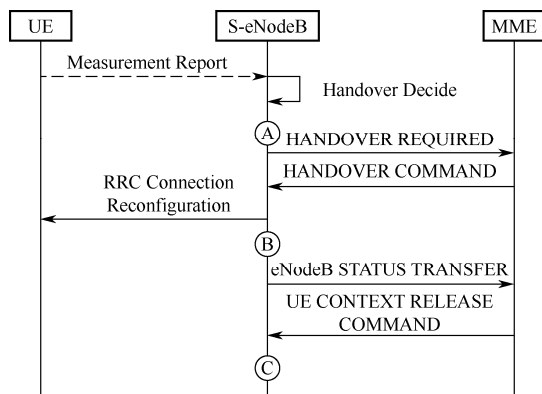 UE
S-eNodeB
MME
Measurement Report
Handover Decide
A
HANDOVER REQUIRED
HANDOVER COMMAND
RRC Connection
Reconfiguration
B
eNodeB STATUS TRANSFER
UE CONTEXT RELEASE
COMMAND
C